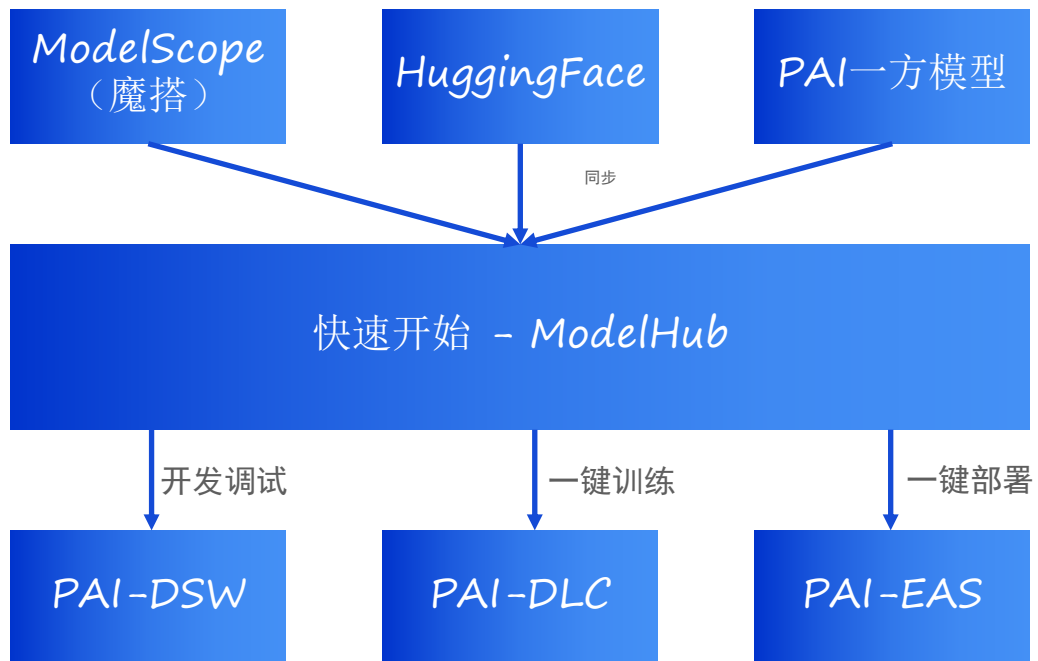 ModelScope
（魔搭）
HuggingFace
PAI一方模型
同步
快速开始 - ModelHub
开发调试
一键训练
一键部署
PAI-DSW
PAI-DLC
PAI-EAS